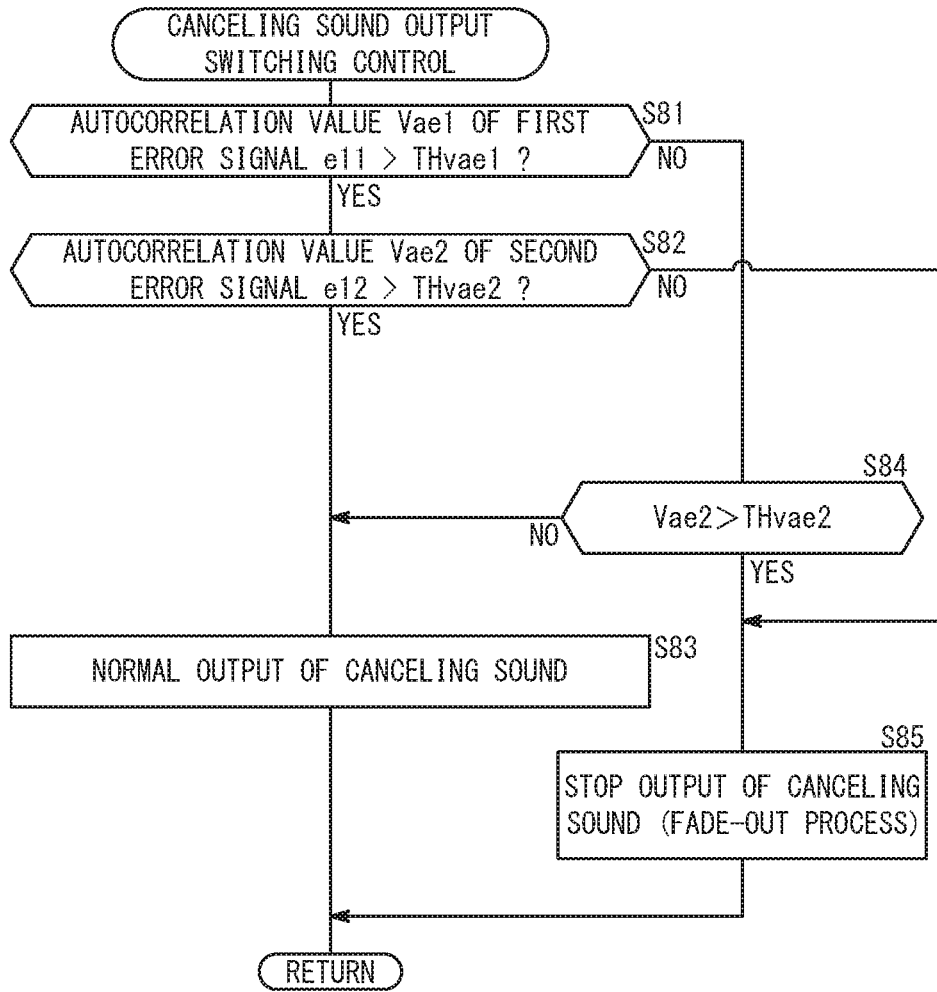 CANCELING SOUND OUTPUT
SWITCHING CONTROL
AUTOCORRELATION VALUE Vae1 OF FIRST
ERROR SIGNAL e11 > THvae1 ?
S81
NO
YES
AUTOCORRELATION VALUE Vae2 OF SECOND
ERROR SIGNAL e12 > THvae2 ?
S82
NO
YES
S84
Vae2>THvae2
NO
YES
NORMAL OUTPUT OF CANCELING SOUND
S83
S85
STOP OUTPUT OF CANCELING
SOUND (FADE-OUT PROCESS)
RETURN